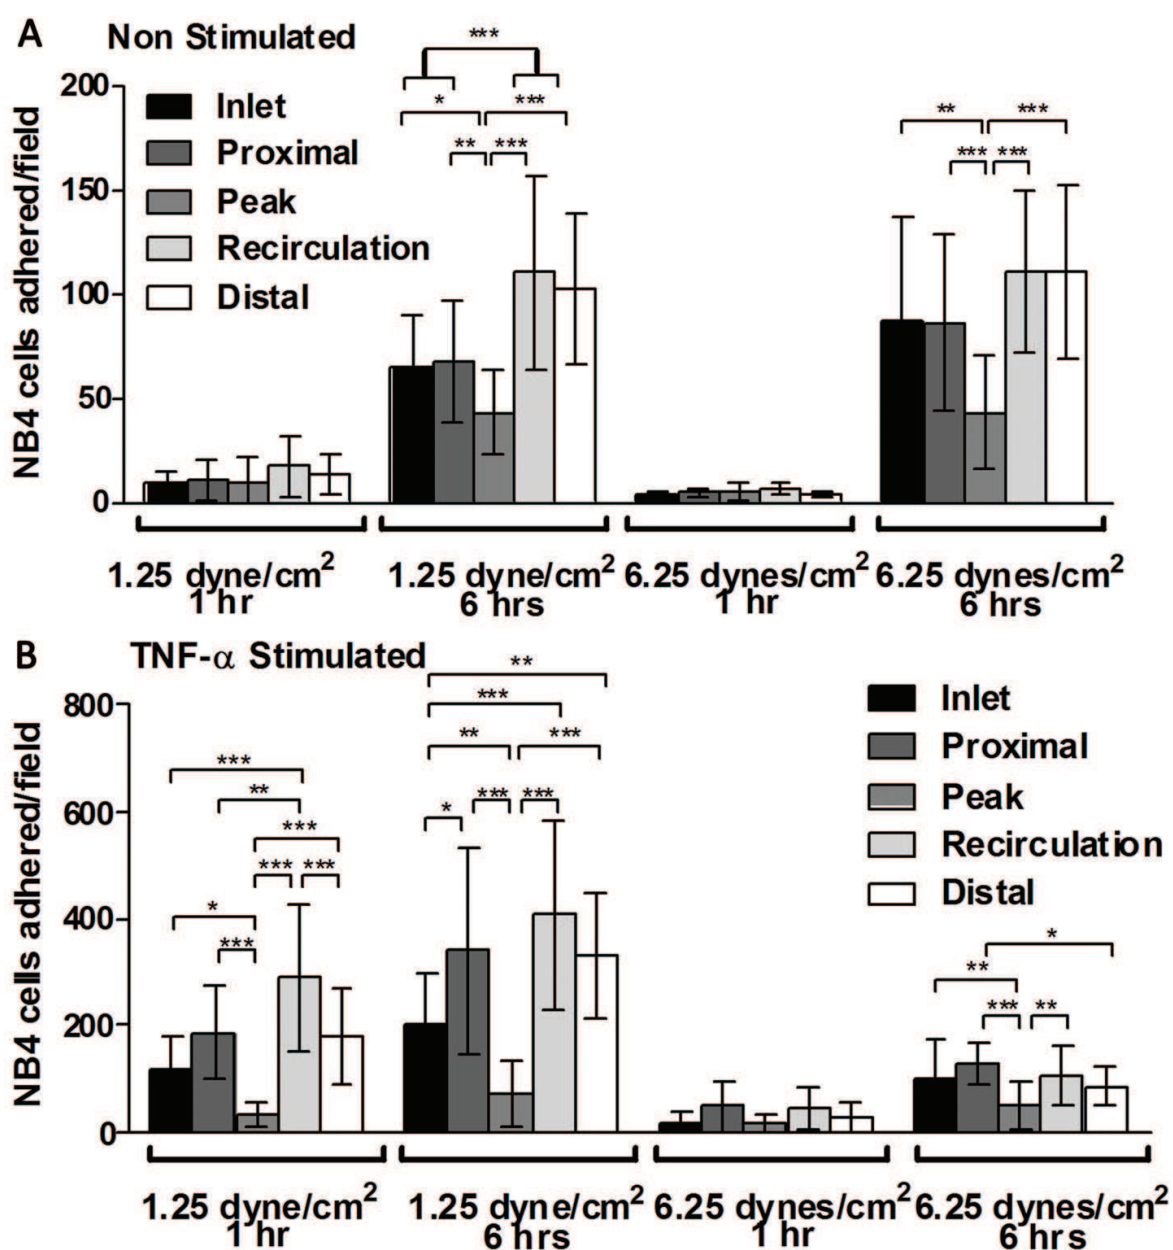 A
Non Stimulated
***
* ***
** ***
** ***
*** ***
NB4 cells adhered/field
200
150
100
50
0
Inlet
Proximal
Peak
Recirculation
Distal
1.25 dyne/cm² 1.25 dyne/cm² 6.25 dynes/cm² 6.25 dynes/cm²
1 hr 6 hrs 1 hr 6 hrs
B
TNF-α Stimulated
**
***
** ***
*** *** *
***
**
***
*** ***
*
***
*
**
*** **
NB4 cells adhered/field
800
600
400
200
0
Inlet
Proximal
Peak
Recirculation
Distal
1.25 dyne/cm² 1.25 dyne/cm² 6.25 dynes/cm² 6.25 dynes/cm²
1 hr 6 hrs 1 hr 6 hrs